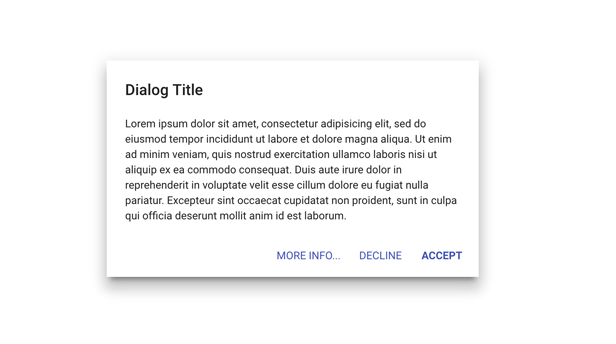 Dialog Title
Lorem ipsum dolor sit amet, consectetur adipisicing elit, sed do
eiusmod tempor incididunt ut labore et dolore magna aliqua. Ut enim
ad minim veniam, quis nostrud exercitation ullamco laboris nisi ut
aliquip ex ea commodo consequat. Duis aute irure dolor in
reprehenderit in voluptate velit esse cillum dolore eu fugiat nulla
pariatur. Excepteur sint occaecat cupidatat non proident, sunt in culpa
qui officia deserunt mollit anim id est laborum.
MORE INFO... DECLINE ACCEPT